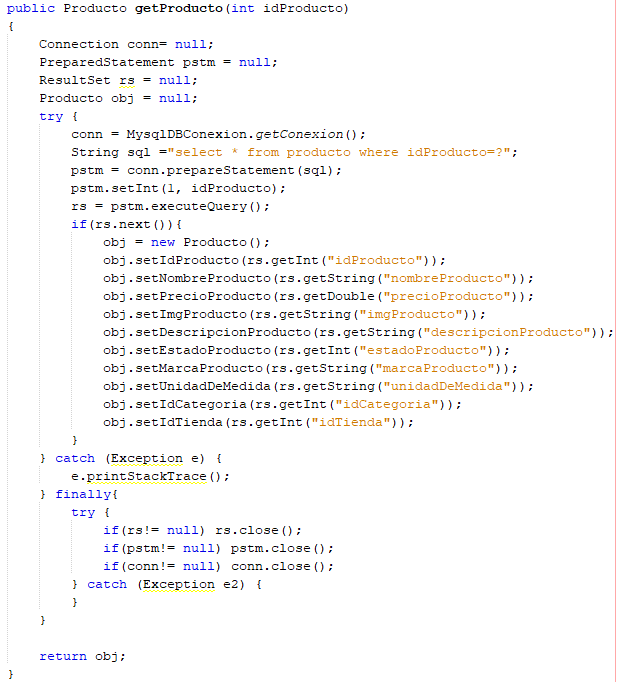 public Producto getProducto(int idProducto)
{
    Connection conn= null;
    PreparedStatement pstm = null;
    ResultSet rs = null;
    Producto obj = null;
    try {
        conn = MysqlDBConexion.getConexion();
        String sql ="select * from producto where idProducto=?";
        pstm = conn.prepareStatement(sql);
        pstm.setInt(1, idProducto);
        rs = pstm.executeQuery();
        if(rs.next()){
            obj = new Producto();
            obj.setIdProducto(rs.getInt("idProducto"));
            obj.setNombreProducto(rs.getString("nombreProducto"));
            obj.setPrecioProducto(rs.getDouble("precioProducto"));
            obj.setImgProducto(rs.getString("imgProducto"));
            obj.setDescripcionProducto(rs.getString("descripcionProducto"));
            obj.setEstadoProducto(rs.getInt("estadoProducto"));
            obj.setMarcaProducto(rs.getString("marcaProducto"));
            obj.setUnidadDeMedida(rs.getString("unidadDeMedida"));
            obj.setIdCategoria(rs.getInt("idCategoria"));
            obj.setIdTienda(rs.getInt("idTienda"));
        }
    } catch (Exception e) {
        e.printStackTrace();
    } finally{
        try {
            if(rs!= null) rs.close();
            if(pstm!= null) pstm.close();
            if(conn!= null) conn.close();
        } catch (Exception e2) {
        }
    }

    return obj;
}